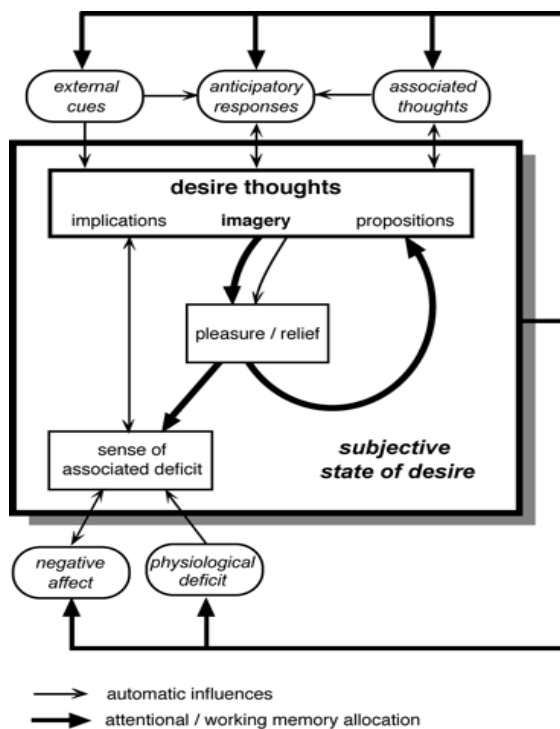 external
cues
anticipatory
responses
associated
thoughts
desire thoughts
implications imagery propositions
pleasure / relief
sense of
associated deficit
subjective
state of desire
negative
affect
physiological
deficit
automatic influences
attentional / working memory allocation